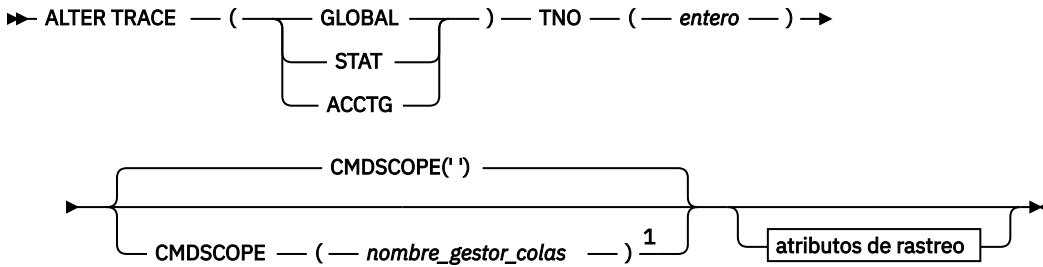 ALTER TRACE ( GLOBAL ) TNO ( entero )
STAT
ACCTG
CMDSCOPE(' ')
CMDSCOPE ( nombre_gestor_colas ) 1
atributos de rastreo